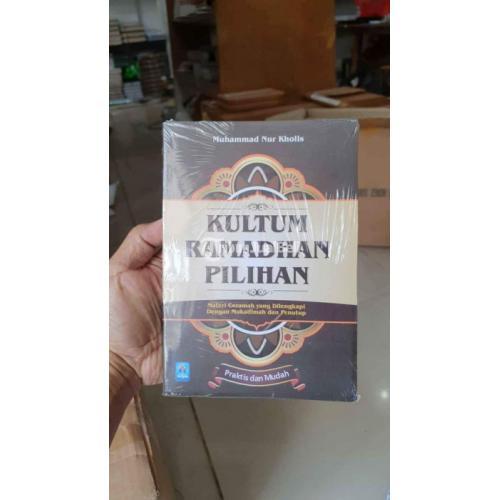 Muhammad Nur Kholis
KULTUM
RAMADHAN
PILIHAN
Materi Ceramah yang Dilengkapi
Dengan Mukadimah dan Penutup
Praktis dan Mudah